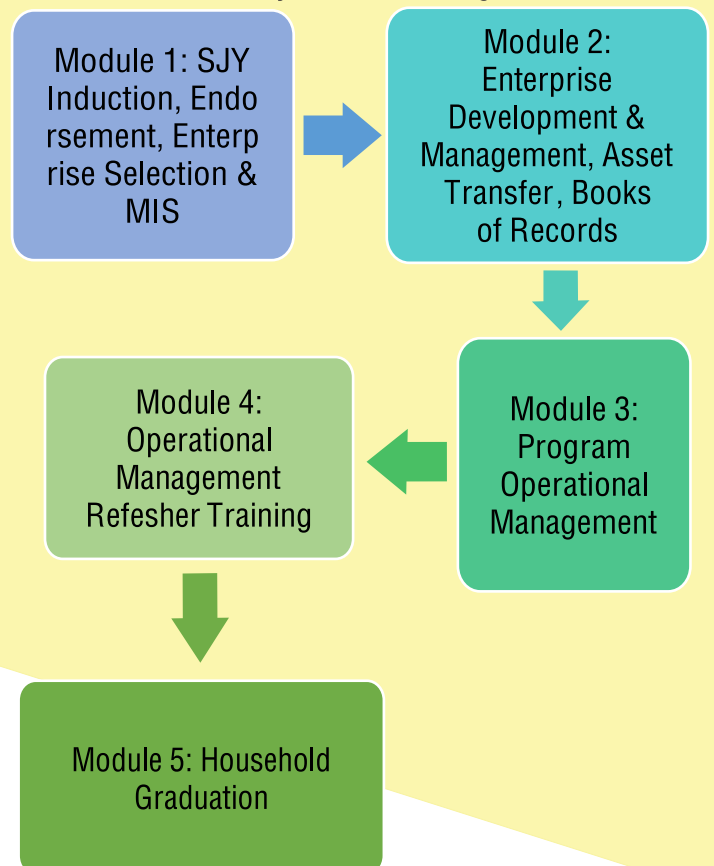 Module 1: SJY
Induction, Endo
rsement, Enterp
rise Selection &
MIS
Module 2:
Enterprise
Development &
Management, Asset
Transfer, Books
of Records
Module 3:
Program
Operational
Management
Module 4:
Operational
Management
Refesher Training
Module 5: Household
Graduation